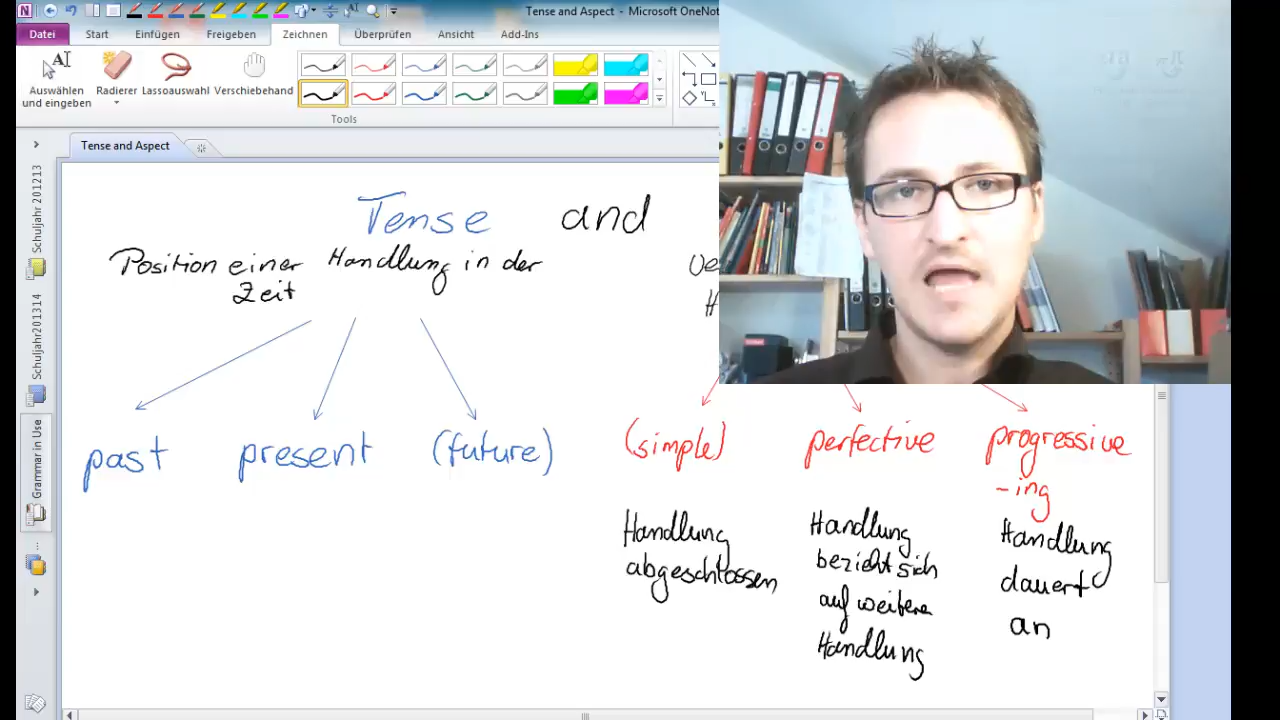 Tense and Aspect - Microsoft OneNot
Datei Start Einfügen Freigeben Zeichnen Überprüfen Ansicht Add-Ins
Auswählen und eingeben
Radierer
Lassoauswahl
Verschiebehand
Tools
Tense and Aspect
Schuljahr 201213
Schuljahr201314
Grammar in Use
Tense and
Position einer Handlung in der
Zeit
past present (future)
(simple) perfective progressive
-ing
Handlung
abgeschlossen
Handlung
bezieht sich
auf weitere
Handlung
Handlung
dauert
an